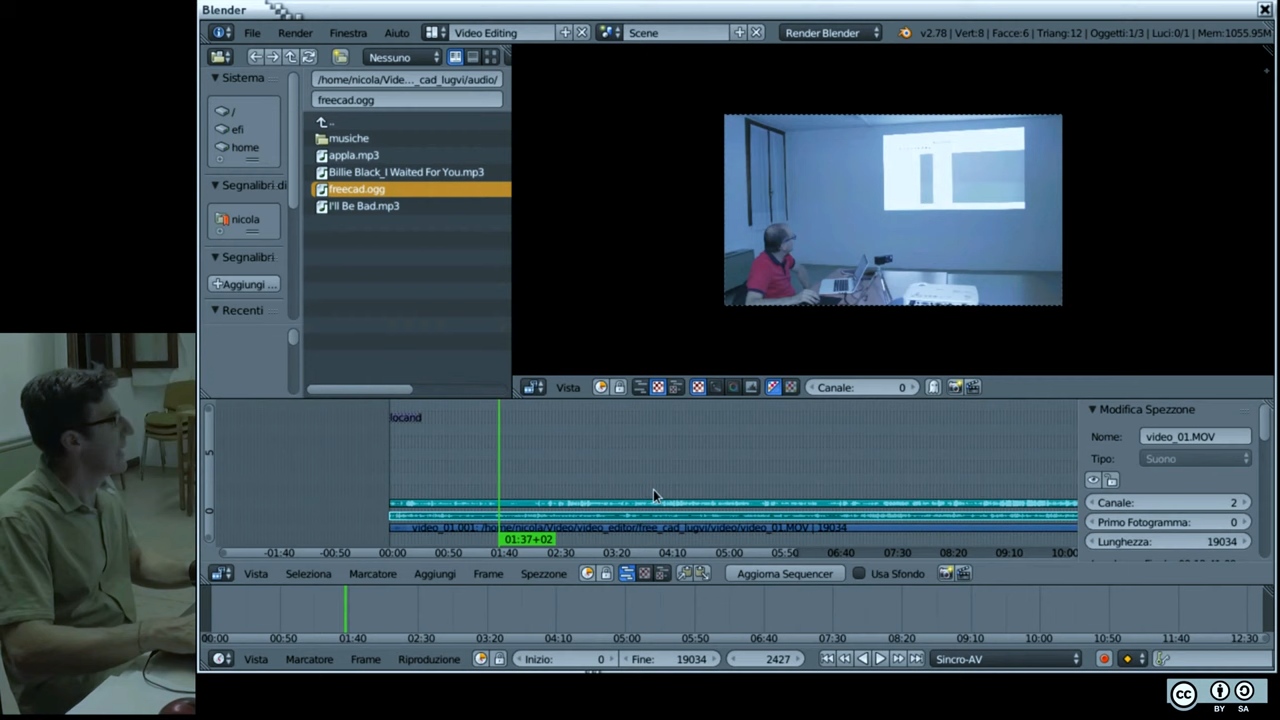 Blender
File Render Finestra Aiuto Video Editing Scene Render Blender v2.78 | Vert:8 | Facce:6 | Triang:12 | Oggetti:1/3 | Luci:0/1 | Mem:1055.95M
Nessuno
Sistema
/
efi
home
Segnalibri di
nicola
Segnalibri
Aggiungi ...
Recenti
/home/nicola/Vide..._cad_lugvi/audio/
freecad.ogg
..
musiche
appla.mp3
Billie Black_I Waited For You.mp3
freecad.ogg
I'll Be Bad.mp3
Vista Canale: 0
locand
5
0
video_01.001: /home/nicola/Video/video_editor/free_cad_lugvi/video/video_01.MOV | 19034
01:37+02
-01:40 -00:50 00:00 00:50 01:40 02:30 03:20 04:10 05:00 05:50 06:40 07:30 08:20 09:10 10:00
Modifica Spezzone
Nome: video_01.MOV
Tipo: Suono
Canale: 2
Primo Fotogramma: 0
Lunghezza: 19034
Vista Seleziona Marcatore Aggiungi Frame Spezzone Aggiorna Sequencer Usa Sfondo
00:00 00:50 01:40 02:30 03:20 04:10 05:00 05:50 06:40 07:30 08:20 09:10 10:00 10:50 11:40 12:30
Vista Marcatore Frame Riproduzione Inizio: 0 Fine: 19034 2427 Sincro-AV
cc
BY SA